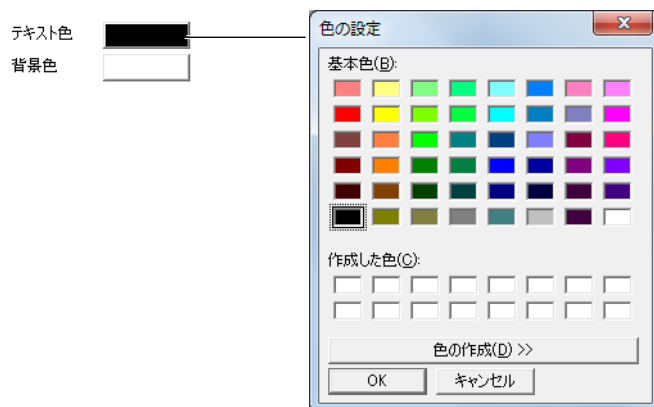 テキスト色
背景色
色の設定
基本色(B):
作成した色(C):
色の作成(D) >>
OK
キャンセル